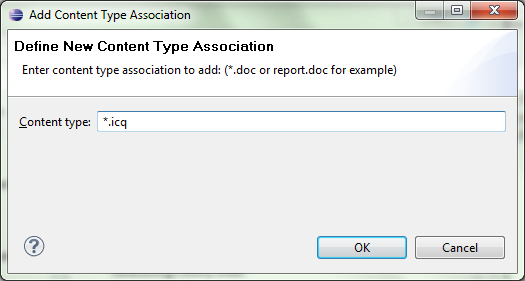 Add Content Type Association
Define New Content Type Association
Enter content type association to add: (*.doc or report.doc for example)
Content type: *.icq
OK Cancel